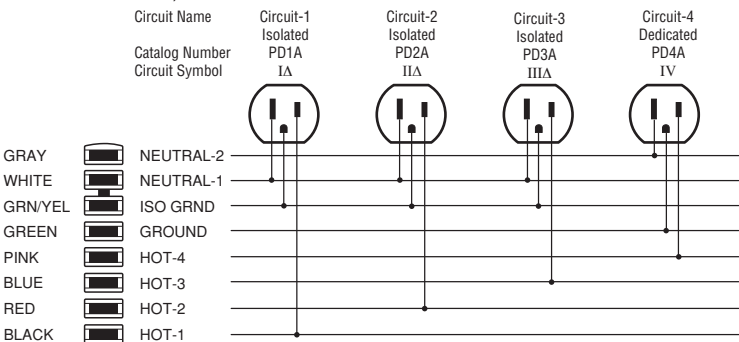 Circuit Name Circuit-1 Circuit-2 Circuit-3 Circuit-4
Isolated Isolated Isolated Dedicated
Catalog Number PD1A PD2A PD3A PD4A
Circuit Symbol IΔ IIΔ IIIΔ IV
GRAY NEUTRAL-2
WHITE NEUTRAL-1
GRN/YEL ISO GRND
GREEN GROUND
PINK HOT-4
BLUE HOT-3
RED HOT-2
BLACK HOT-1